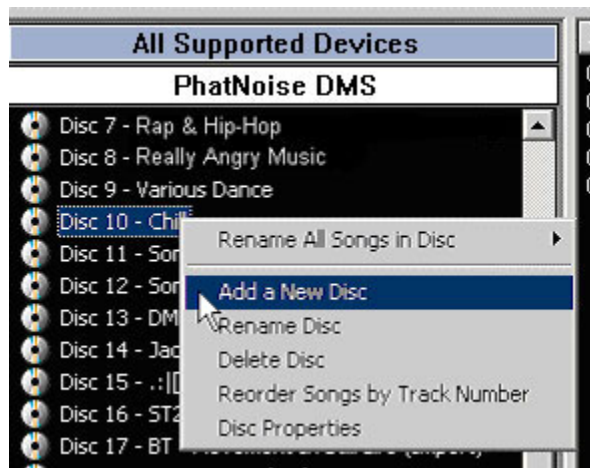 All Supported Devices
PhatNoise DMS
Disc 7 - Rap & Hip-Hop
Disc 8 - Really Angry Music
Disc 9 - Various Dance
Disc 10 - Chill
Rename All Songs in Disc
Disc 11 -
Disc 12 -
Add a New Disc
Disc 13 - DM
Rename Disc
Disc 14 - Jac
Delete Disc
Disc 15 - .:|[
Reorder Songs by Track Number
Disc 16 - ST2
Disc Properties
Disc 17 - BT -